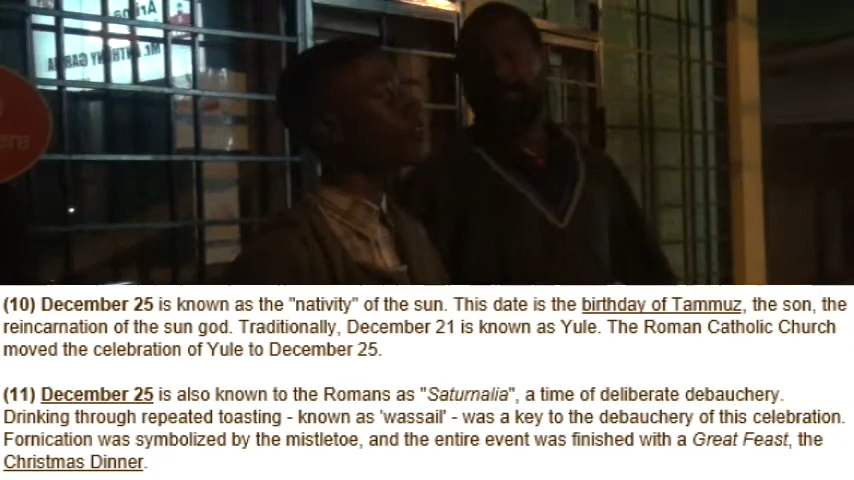 (10) December 25 is known as the "nativity" of the sun. This date is the birthday of Tammuz, the son, the
reincarnation of the sun god. Traditionally, December 21 is known as Yule. The Roman Catholic Church
moved the celebration of Yule to December 25.
(11) December 25 is also known to the Romans as "Saturnalia", a time of deliberate debauchery.
Drinking through repeated toasting - known as 'wassail' - was a key to the debauchery of this celebration.
Fornication was symbolized by the mistletoe, and the entire event was finished with a Great Feast, the
Christmas Dinner.